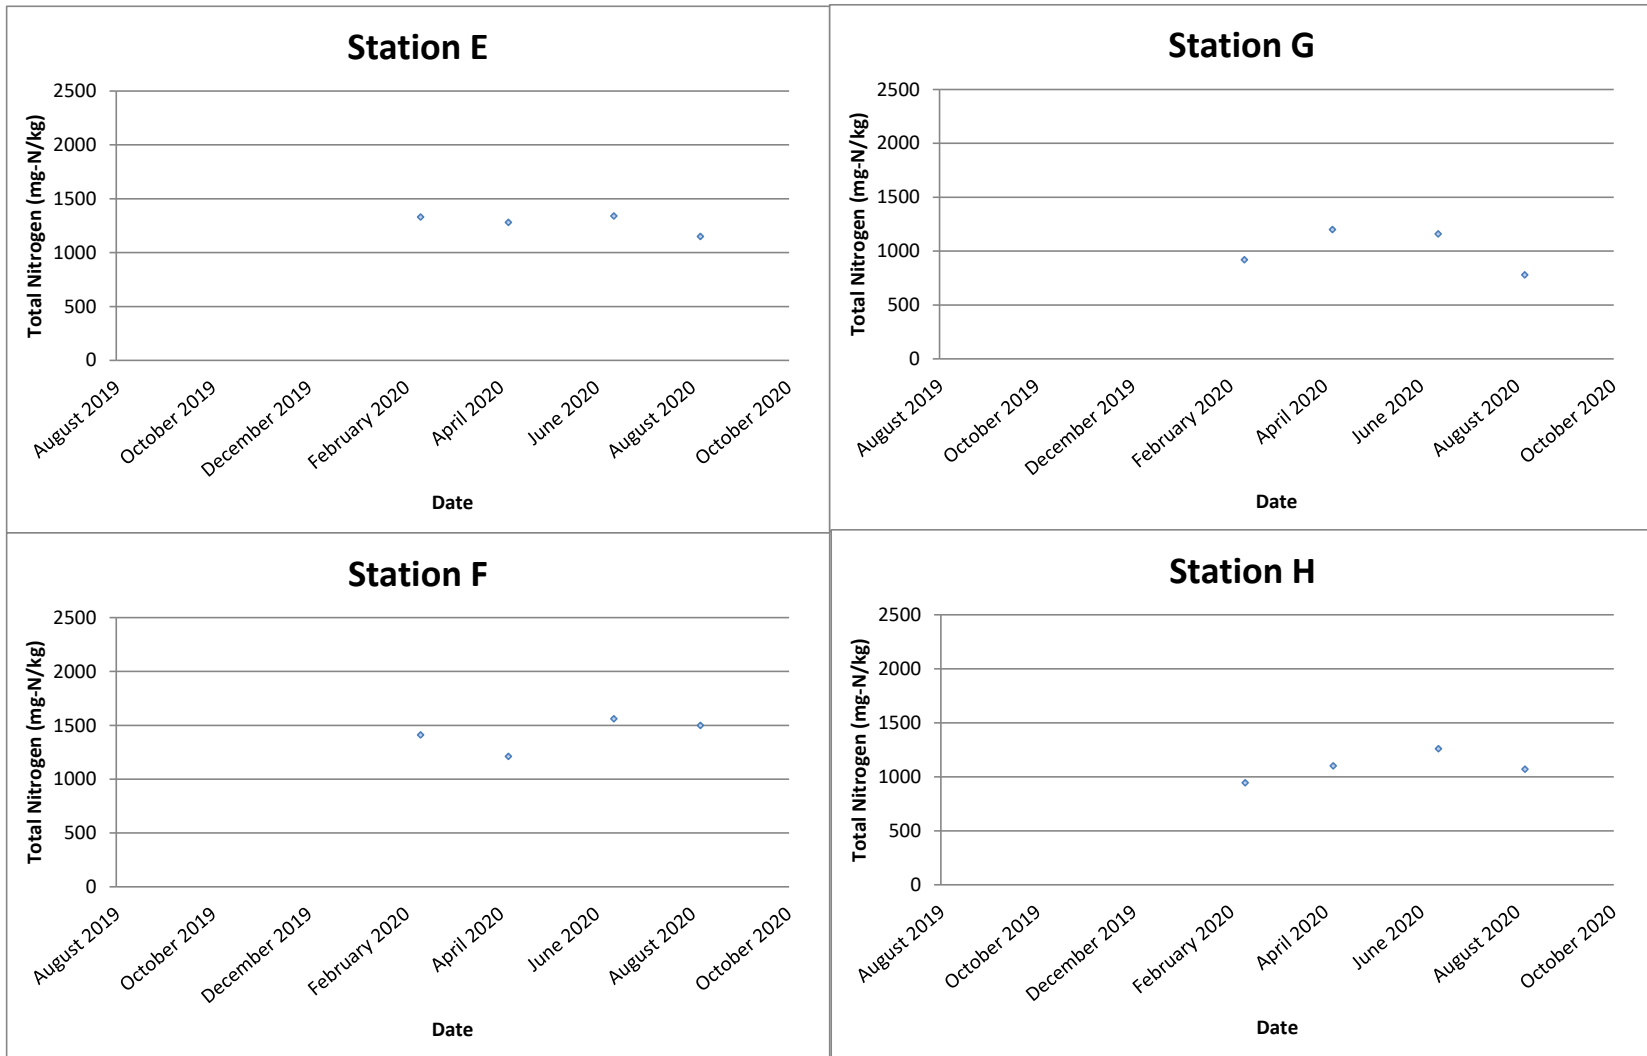 Station E
Total Nitrogen (mg-N/kg)
2500
2000
1500
1000
500
0
August 2019
October 2019
December 2019
February 2020
April 2020
June 2020
August 2020
October 2020
Date
Station G
Total Nitrogen (mg-N/kg)
2500
2000
1500
1000
500
0
August 2019
October 2019
December 2019
February 2020
April 2020
June 2020
August 2020
October 2020
Date
Station F
Total Nitrogen (mg-N/kg)
2500
2000
1500
1000
500
0
August 2019
October 2019
December 2019
February 2020
April 2020
June 2020
August 2020
October 2020
Date
Station H
Total Nitrogen (mg-N/kg)
2500
2000
1500
1000
500
0
August 2019
October 2019
December 2019
February 2020
April 2020
June 2020
August 2020
October 2020
Date